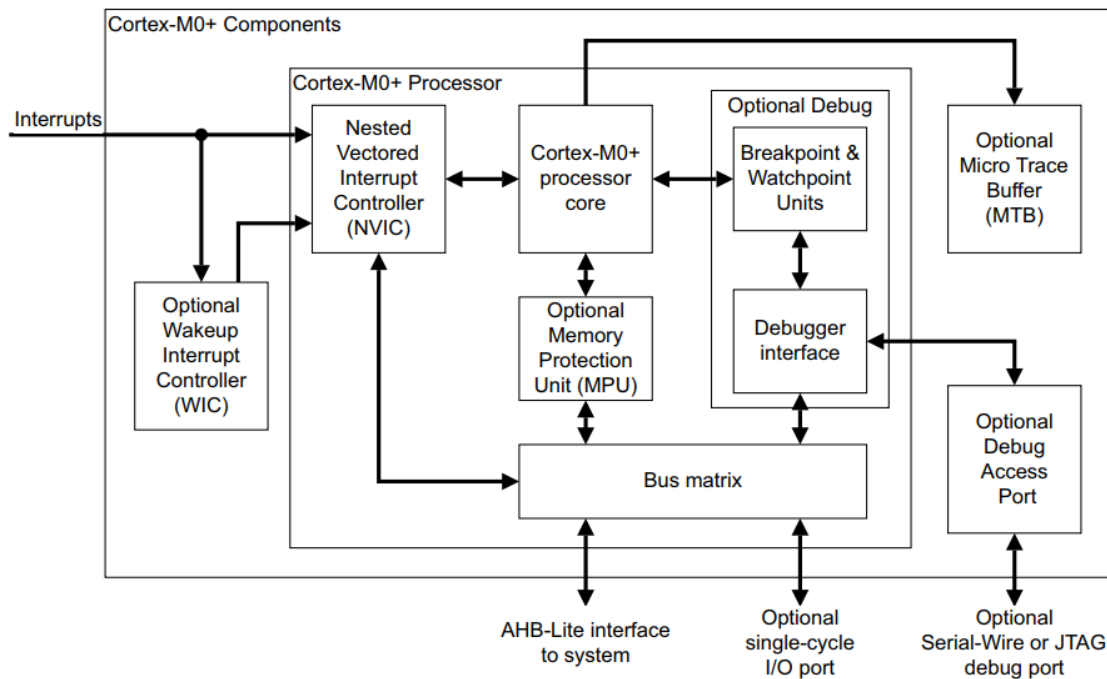 Cortex-M0+ Components
Cortex-M0+ Processor
Interrupts
Nested
Vectored
Interrupt
Controller
(NVIC)
Cortex-M0+
processor
core
Optional Debug
Breakpoint &
Watchpoint
Units
Optional
Micro Trace
Buffer
(MTB)
Optional
Wakeup
Interrupt
Controller
(WIC)
Optional
Memory
Protection
Unit (MPU)
Debugger
interface
Optional
Debug
Access
Port
Bus matrix
AHB-Lite interface
to system
Optional
single-cycle
I/O port
Optional
Serial-Wire or JTAG
debug port